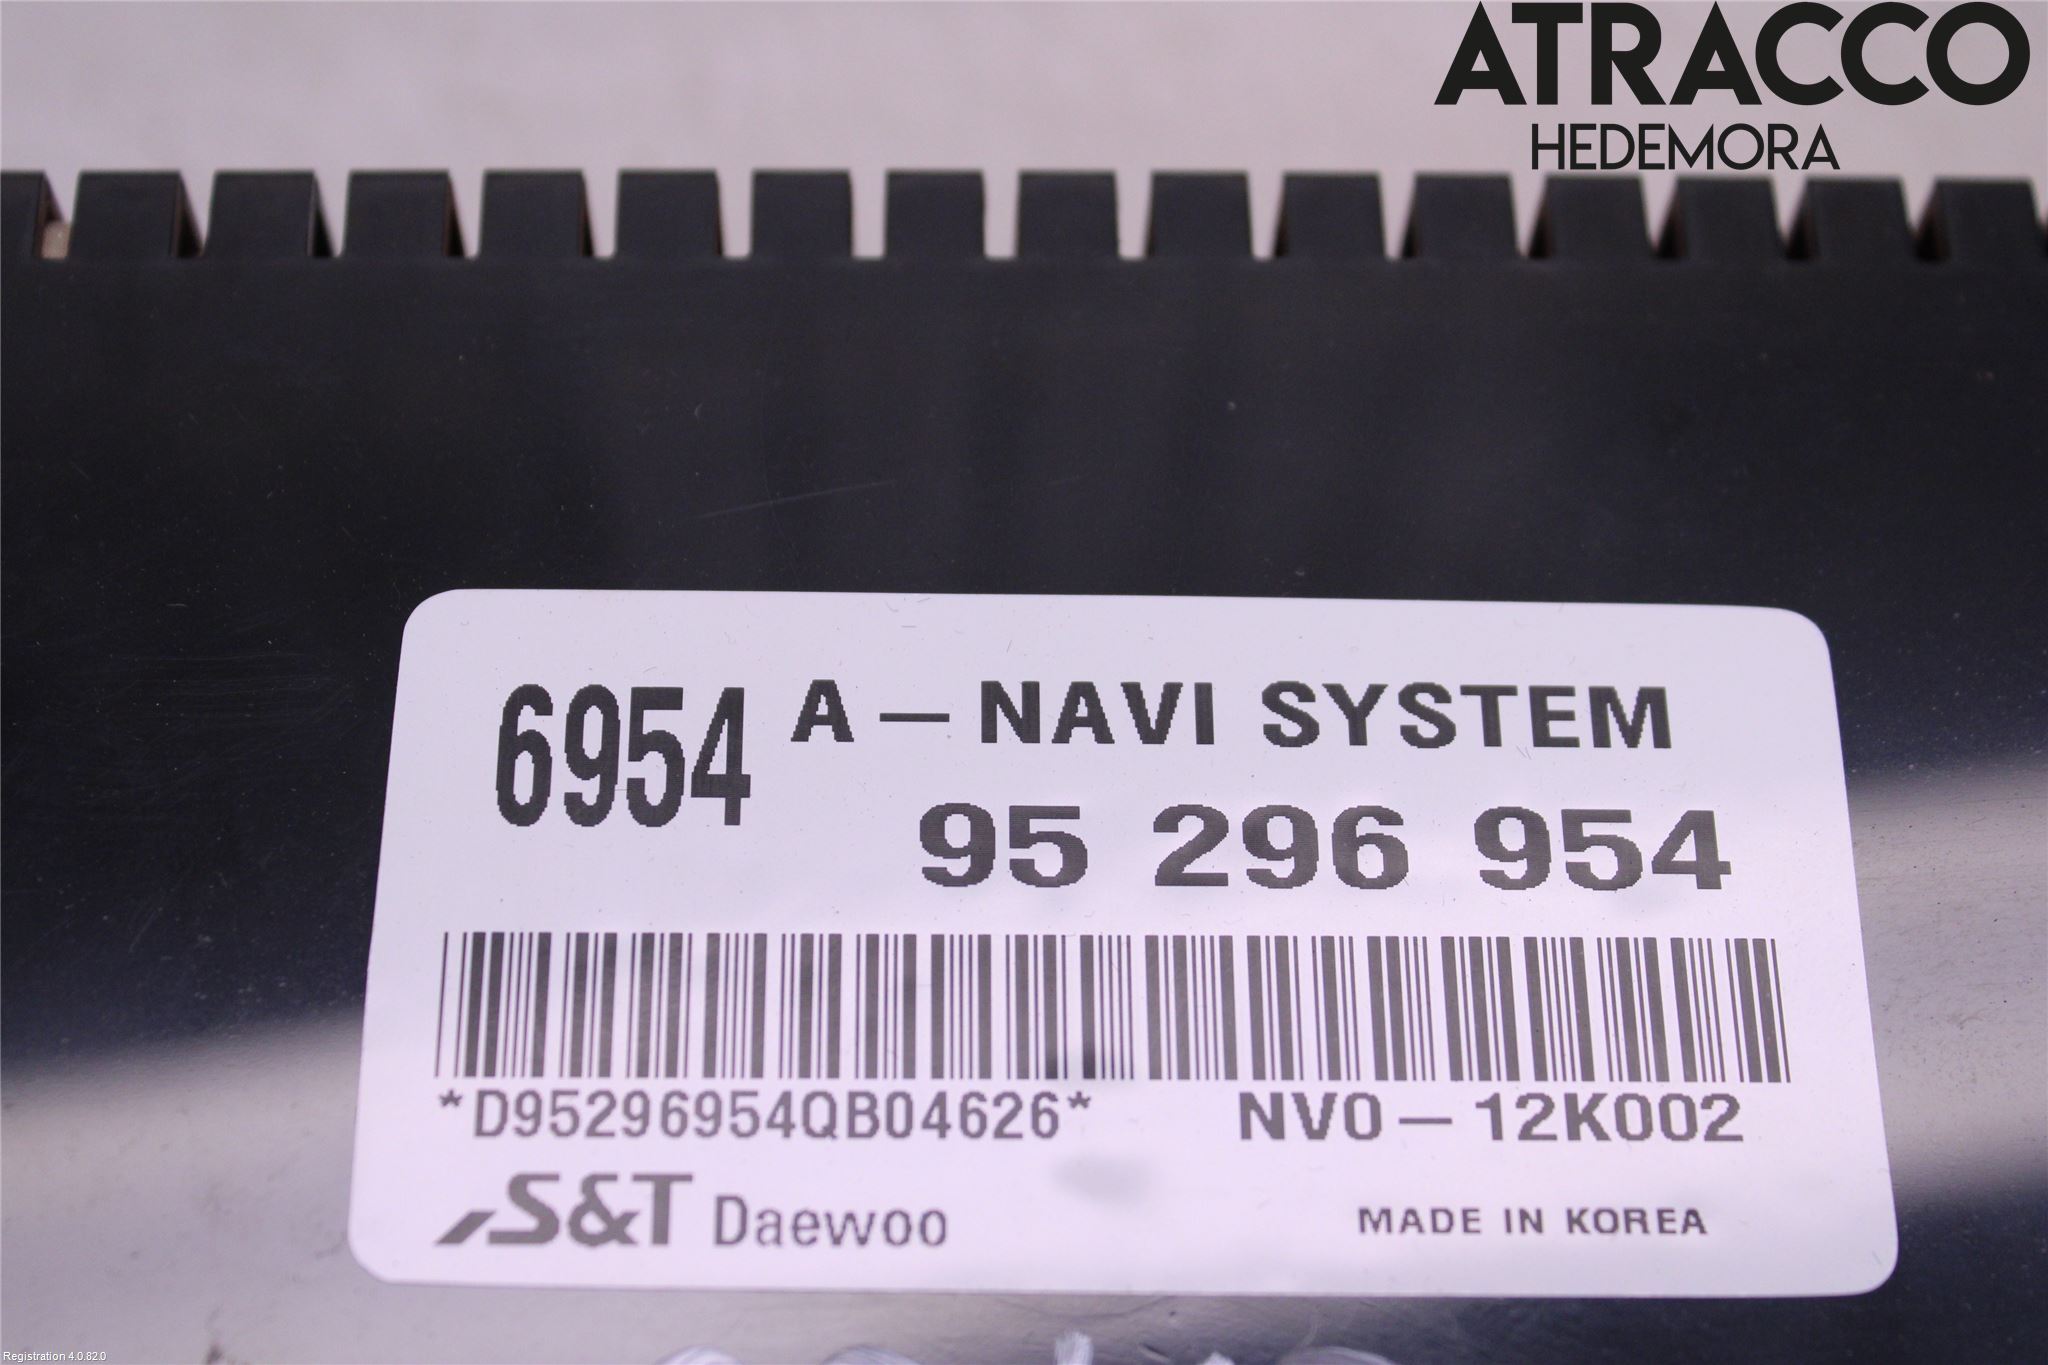 ATRACCO
HEDEMORA
6954 A – NAVI SYSTEM
95 296 954
*D95296954QB04626* NV0 – 12K002
S&T Daewoo MADE IN KOREA
Registration 4.0.82.0